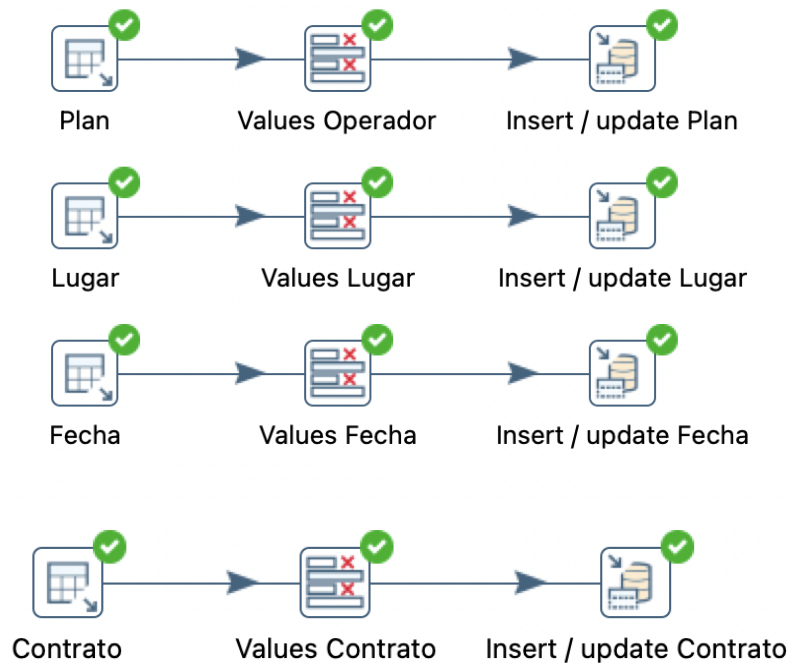 Plan
Values Operador
Insert / update Plan
Lugar
Values Lugar
Insert / update Lugar
Fecha
Values Fecha
Insert / update Fecha
Contrato
Values Contrato
Insert / update Contrato